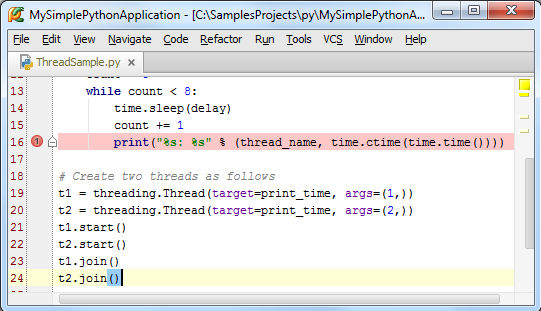 MySimplePythonApplication - [C:\SamplesProjects\py\MySimplePythonA...
File Edit View Navigate Code Refactor Run Tools VCS Window Help
ThreadSample.py
13 while count < 8:
14 time.sleep(delay)
15 count += 1
16 print("%s: %s" % (thread_name, time.ctime(time.time())))
17
18 # Create two threads as follows
19 t1 = threading.Thread(target=print_time, args=(1,))
20 t2 = threading.Thread(target=print_time, args=(2,))
21 t1.start()
22 t2.start()
23 t1.join()
24 t2.join()